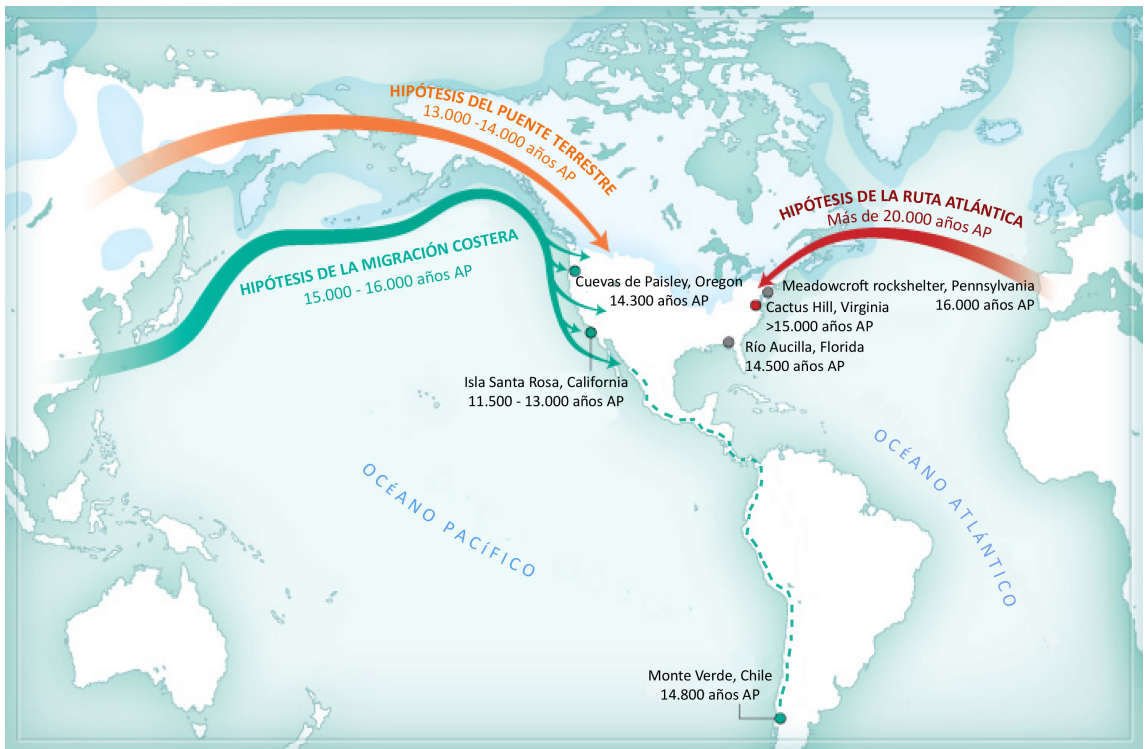 HIPÓTESIS DEL PUENTE TERRESTRE
13.000 -14.000 años AP
HIPÓTESIS DE LA MIGRACIÓN COSTERA
15.000 - 16.000 años AP
HIPÓTESIS DE LA RUTA ATLÁNTICA
Más de 20.000 años AP
Cuevas de Paisley, Oregon
14.300 años AP
Meadowcroft rockshelter, Pennsylvania
16.000 años AP
Cactus Hill, Virginia
>15.000 años AP
Río Aucilla, Florida
14.500 años AP
Isla Santa Rosa, California
11.500 - 13.000 años AP
OCÉANO PACÍFICO
OCÉANO ATLÁNTICO
Monte Verde, Chile
14.800 años AP